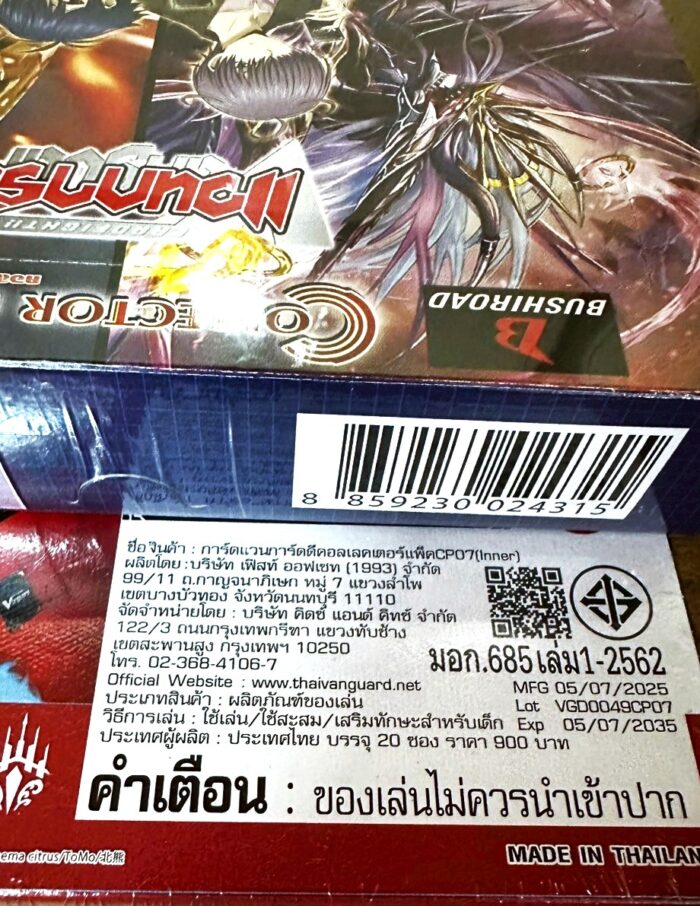 แวนการ์ด
COLLECTOR
BUSHIROAD
8 859230 024315
ชื่อสินค้า : การ์ดแวนการ์ดดีคอลเลคเตอร์แพ็คCP07(Inner)
ผลิตโดย : บริษัท เฟิสท์ ออฟเซท (1993) จำกัด
99/11 ถ.กาญจนาภิเษก หมู่ 7 แขวงลำโพ
เขตบางบัวทอง จังหวัดนนทบุรี 11110
จัดจำหน่ายโดย : บริษัท คิดซ์ แอนด์ คิทซ์ จำกัด
122/3 ถนนกรุงเทพกรีฑา แขวงทับช้าง
เขตสะพานสูง กรุงเทพฯ 10250
โทร. 02-368-4106-7
มอก.685เล่ม1-2562
Official Website : www.thaivanguard.net
MFG 05/07/2025
ประเภทสินค้า : ผลิตภัณฑ์ของเล่น
Lot VGD0049CP07
วิธีการเล่น : ใช้เล่น/ใช้สะสม/เสริมทักษะสำหรับเด็ก
Exp 05/07/2035
ประเทศผู้ผลิต : ประเทศไทย บรรจุ 20 ซอง ราคา 900 บาท
คำเตือน : ของเล่นไม่ควรนำเข้าปาก
ema citrus/ToMo/北熊
MADE IN THAILAN